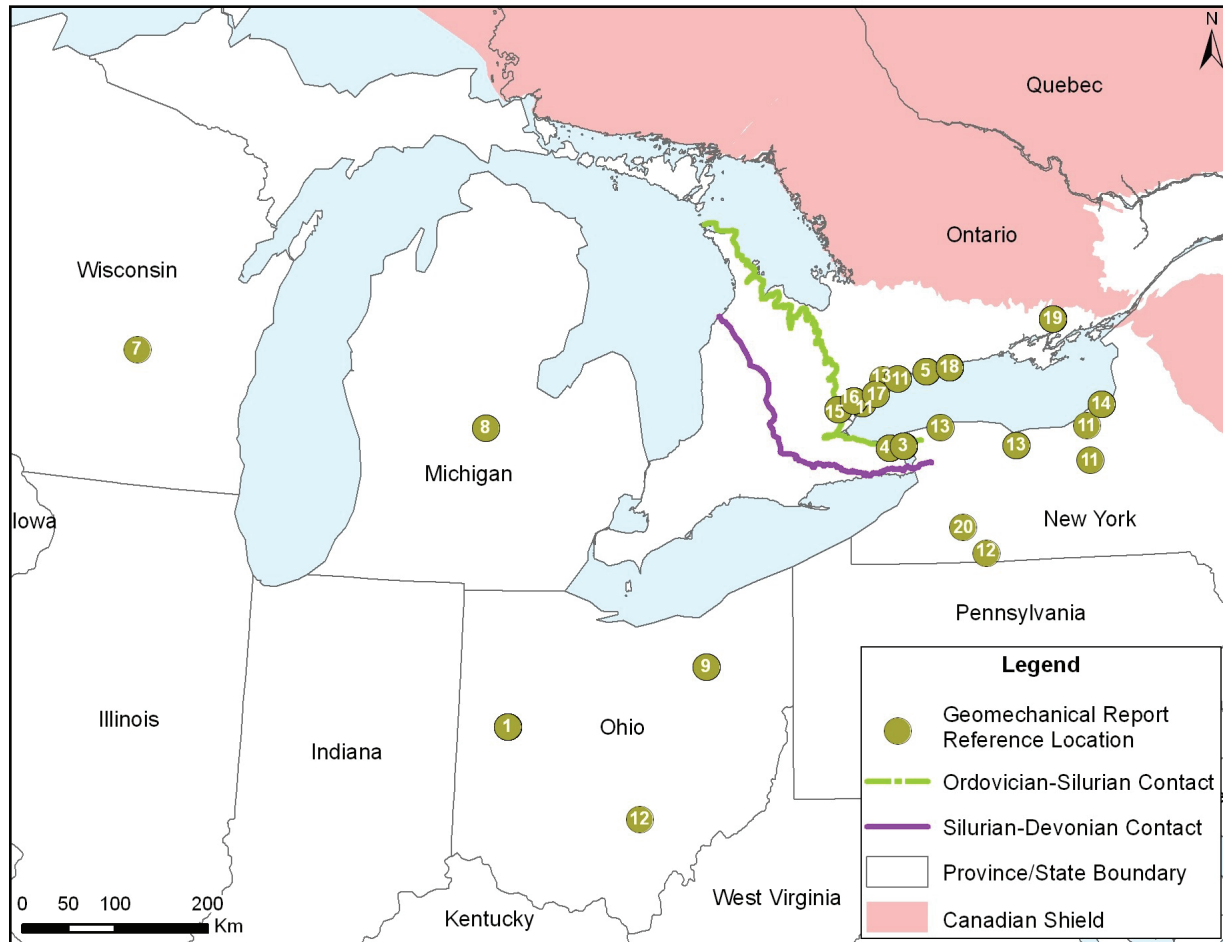 N
Quebec
Ontario
Wisconsin
19
7
13
11
5
18
16
17
15
11
14
13
11
4
3
13
11
8
Michigan
Iowa
20
New York
12
Pennsylvania
9
Legend
Illinois
1
Ohio
Geomechanical Report
Reference Location
Indiana
Ordovician-Silurian Contact
12
Silurian-Devonian Contact
Province/State Boundary
West Virginia
0 50 100 200
Km
Kentucky
Canadian Shield